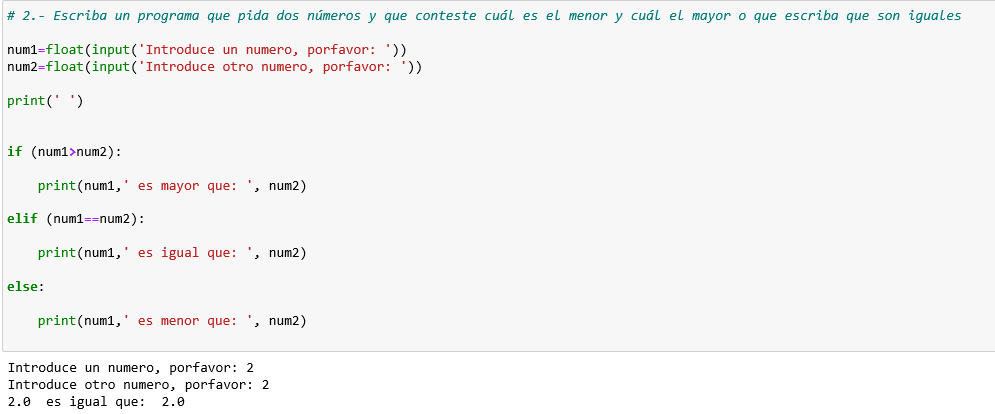 # 2.- Escriba un programa que pida dos números y que conteste cuál es el menor y cuál el mayor o que escriba que son iguales
num1=float(input('Introduce un numero, porfavor: '))
num2=float(input('Introduce otro numero, porfavor: '))
print(' ')
if (num1>num2):
    print(num1,' es mayor que: ', num2)
elif (num1==num2):
    print(num1,' es igual que: ', num2)
else:
    print(num1,' es menor que: ', num2)
Introduce un numero, porfavor: 2
Introduce otro numero, porfavor: 2
2.0  es igual que:  2.0